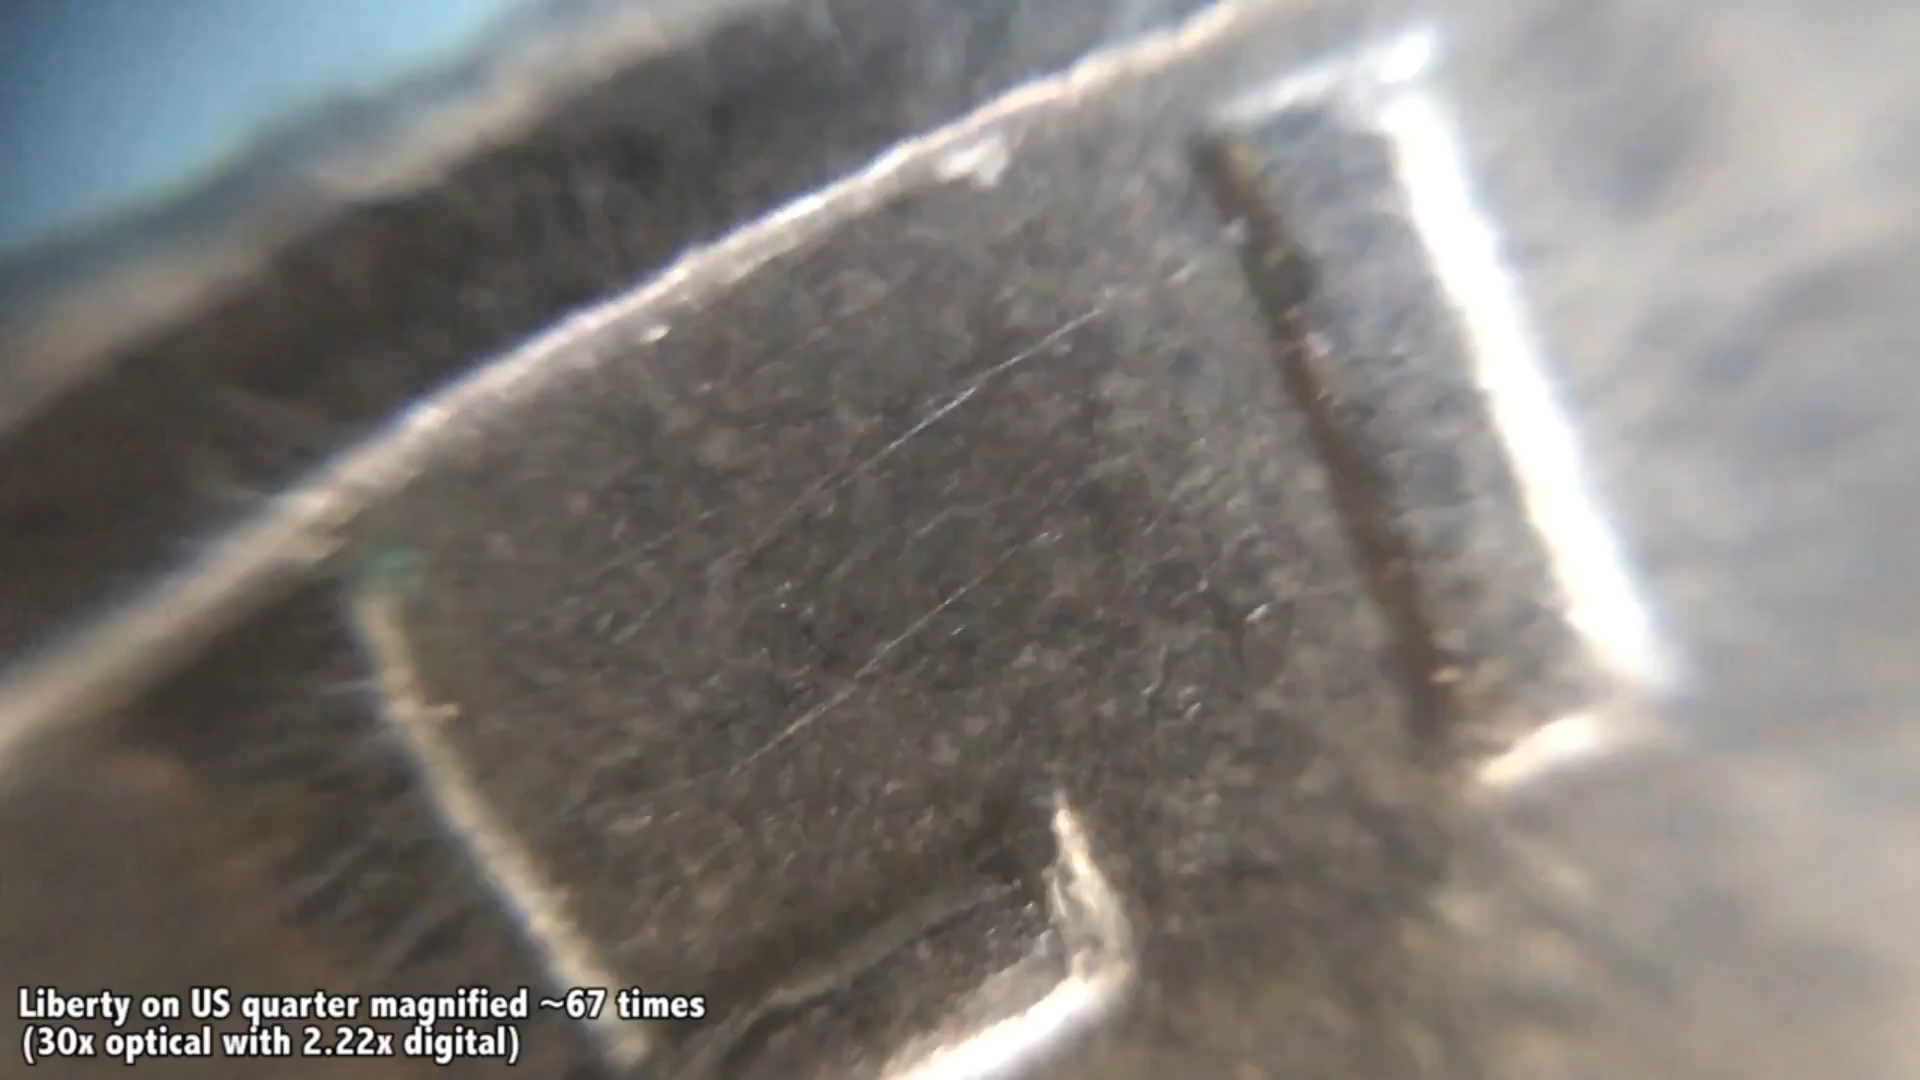 Liberty on US quarter magnified ~67 times
(30x optical with 2.22x digital)